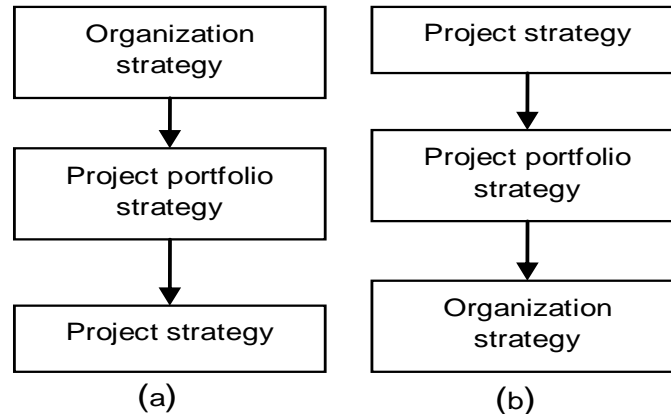 Organization
strategy
Project portfolio
strategy
Project strategy
(a)
Project strategy
Project portfolio
strategy
Organization
strategy
(b)